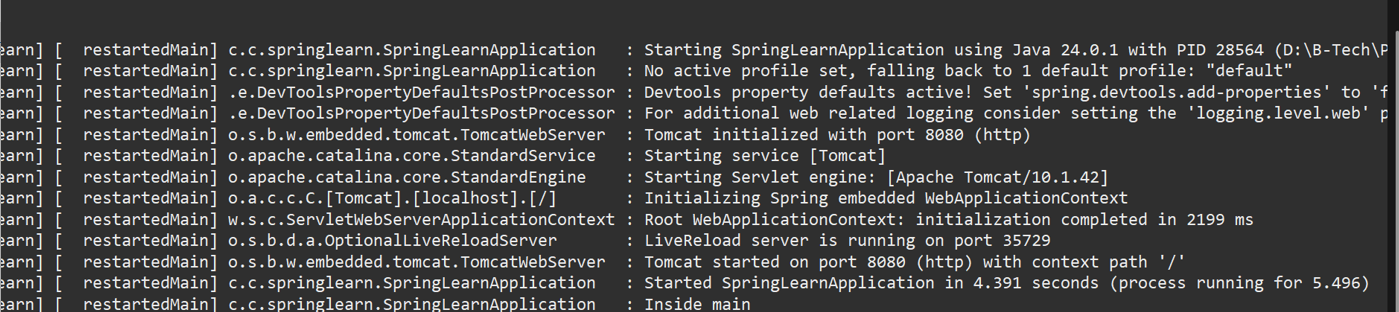 earn] [  restartedMain] c.c.springlearn.SpringLearnApplication   : Starting SpringLearnApplication using Java 24.0.1 with PID 28564 (D:\B-Tech\P
earn] [  restartedMain] c.c.springlearn.SpringLearnApplication   : No active profile set, falling back to 1 default profile: "default"
earn] [  restartedMain] .e.DevToolsPropertyDefaultsPostProcessor : Devtools property defaults active! Set 'spring.devtools.add-properties' to 'f
earn] [  restartedMain] .e.DevToolsPropertyDefaultsPostProcessor : For additional web related logging consider setting the 'logging.level.web' p
earn] [  restartedMain] o.s.b.w.embedded.tomcat.TomcatWebServer  : Tomcat initialized with port 8080 (http)
earn] [  restartedMain] o.apache.catalina.core.StandardService   : Starting service [Tomcat]
earn] [  restartedMain] o.apache.catalina.core.StandardEngine    : Starting Servlet engine: [Apache Tomcat/10.1.42]
earn] [  restartedMain] o.a.c.c.C.[Tomcat].[localhost].[/]       : Initializing Spring embedded WebApplicationContext
earn] [  restartedMain] w.s.c.ServletWebServerApplicationContext : Root WebApplicationContext: initialization completed in 2199 ms
earn] [  restartedMain] o.s.b.d.a.OptionalLiveReloadServer       : LiveReload server is running on port 35729
earn] [  restartedMain] o.s.b.w.embedded.tomcat.TomcatWebServer  : Tomcat started on port 8080 (http) with context path '/'
earn] [  restartedMain] c.c.springlearn.SpringLearnApplication   : Started SpringLearnApplication in 4.391 seconds (process running for 5.496)
earn] [  restartedMain] c.c.springlearn.SpringLearnApplication   : Inside main